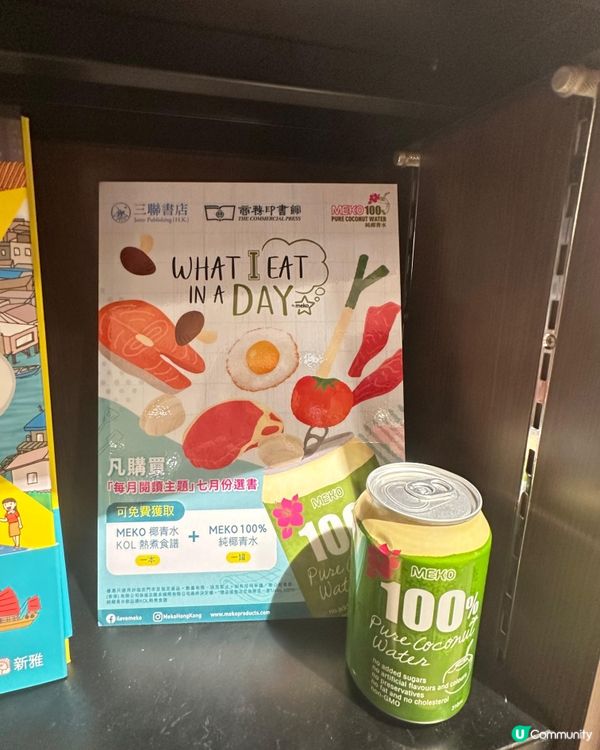 三聯書店
Joint Publishing (H.K.)
商務印書館
THE COMMERCIAL PRESS
MEKO 100%
PURE COCONUT WATER
純椰青水
WHAT I EAT
IN A DAY
meko
凡購買
「每月閱讀主題」七月份選書
可免費獲取
MEKO 椰青水
KOL 熱煮食譜
一本
+
MEKO 100%
純椰青水
一罐
ilovemeko
MekoHongKong
www.mekoproducts.com
MEKO
100
Pure C
Wat
no add
MEKO
100%
Pure Coconut
Water
no added sugars
no artificial flavours and colours
no preservatives
no fat and no cholesterol
non-GMO
新雅
U Community